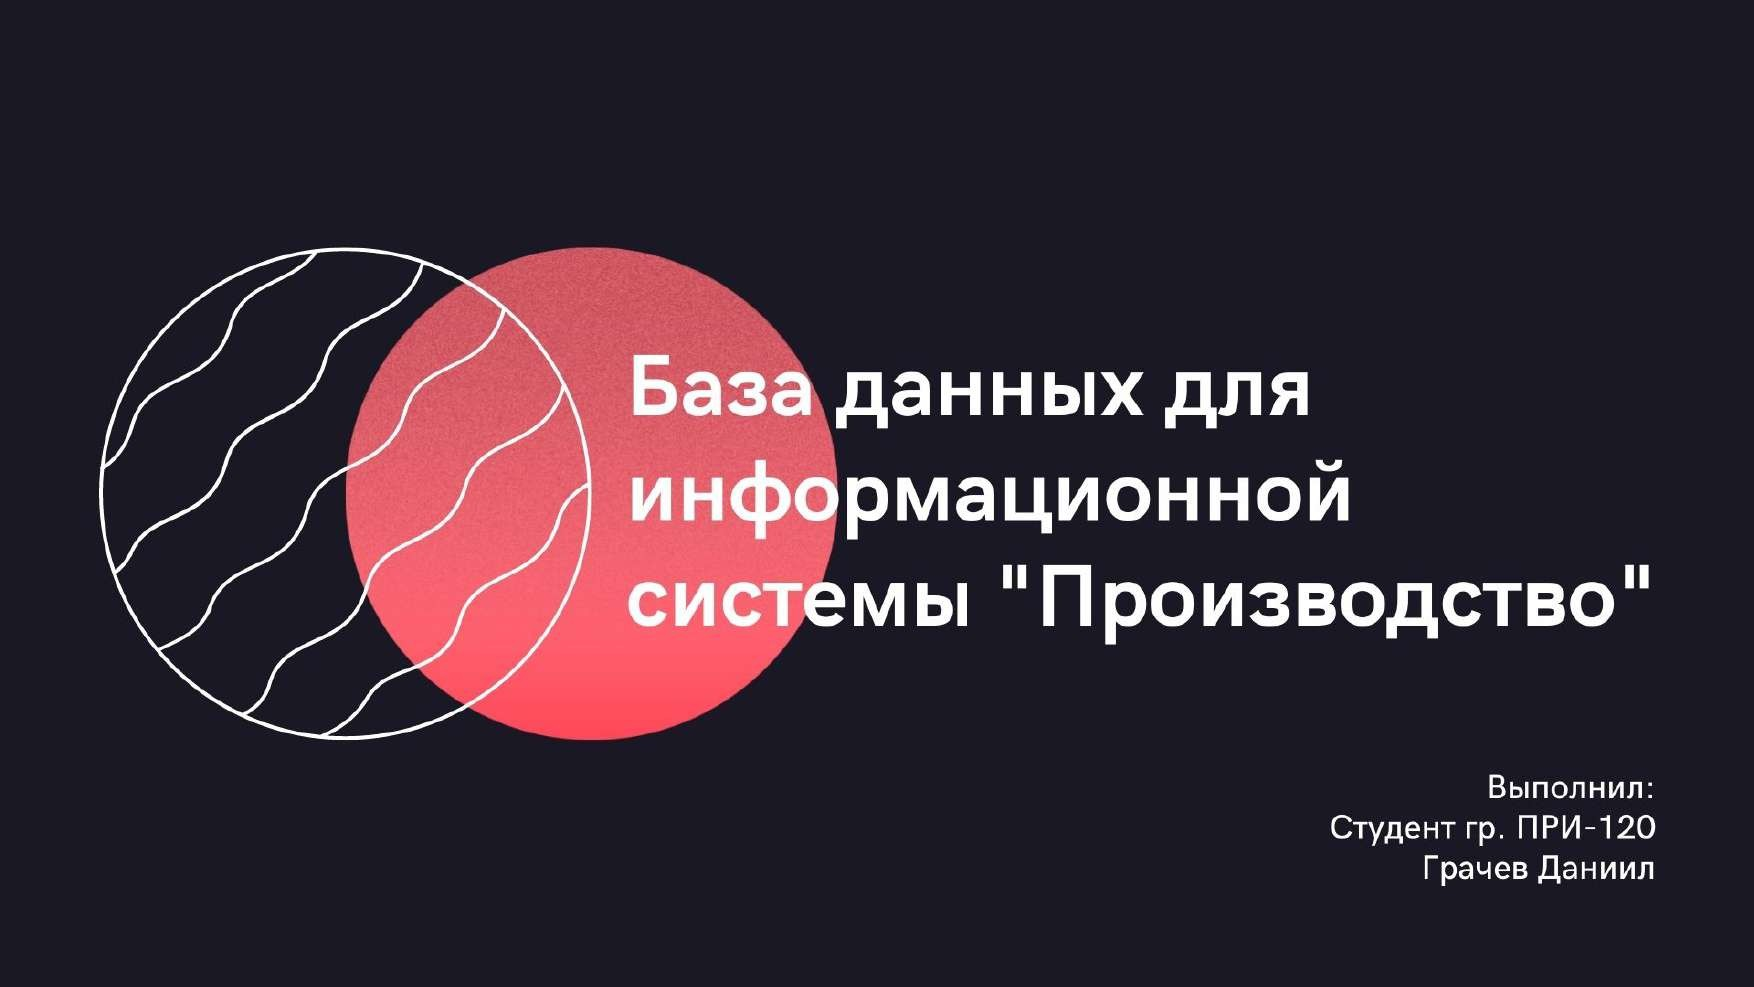 База данных для
информационной
системы "Производство"
Выполнил:
Студент гр. ПРИ-120
Грачев Даниил